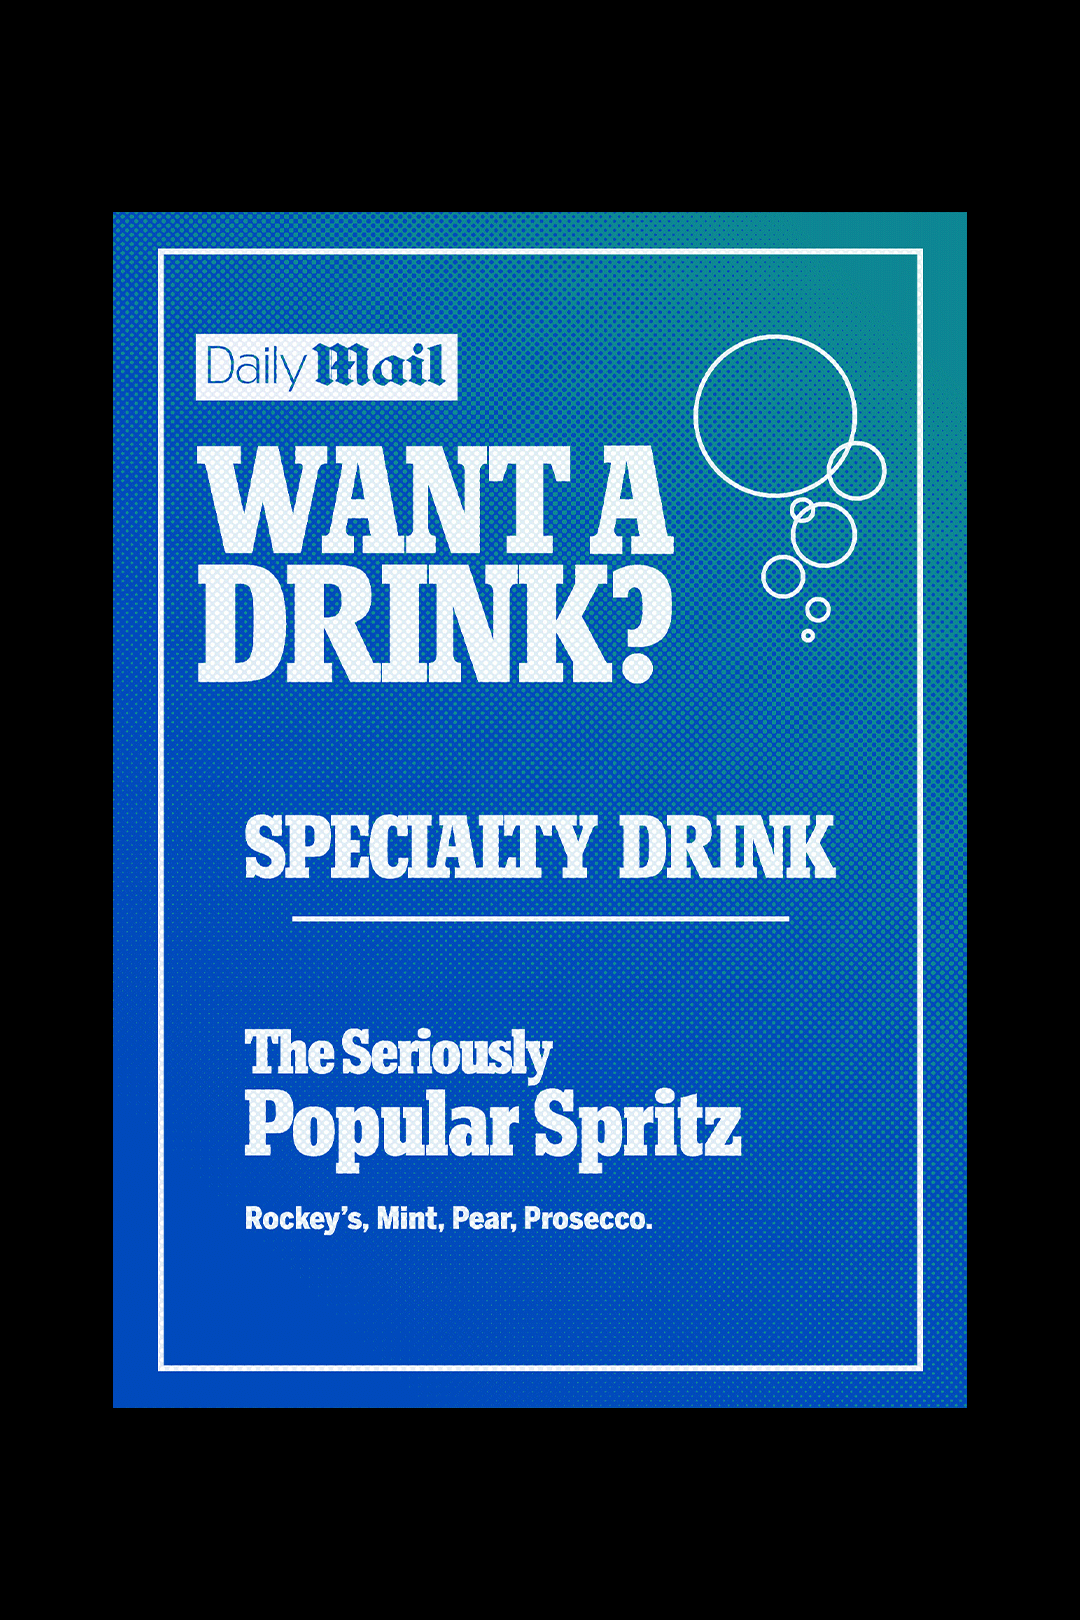 Daily Mail
WANT A
DRINK?
SPECIALTY DRINK
The Seriously
Popular Spritz
Rockey's, Mint, Pear, Prosecco.